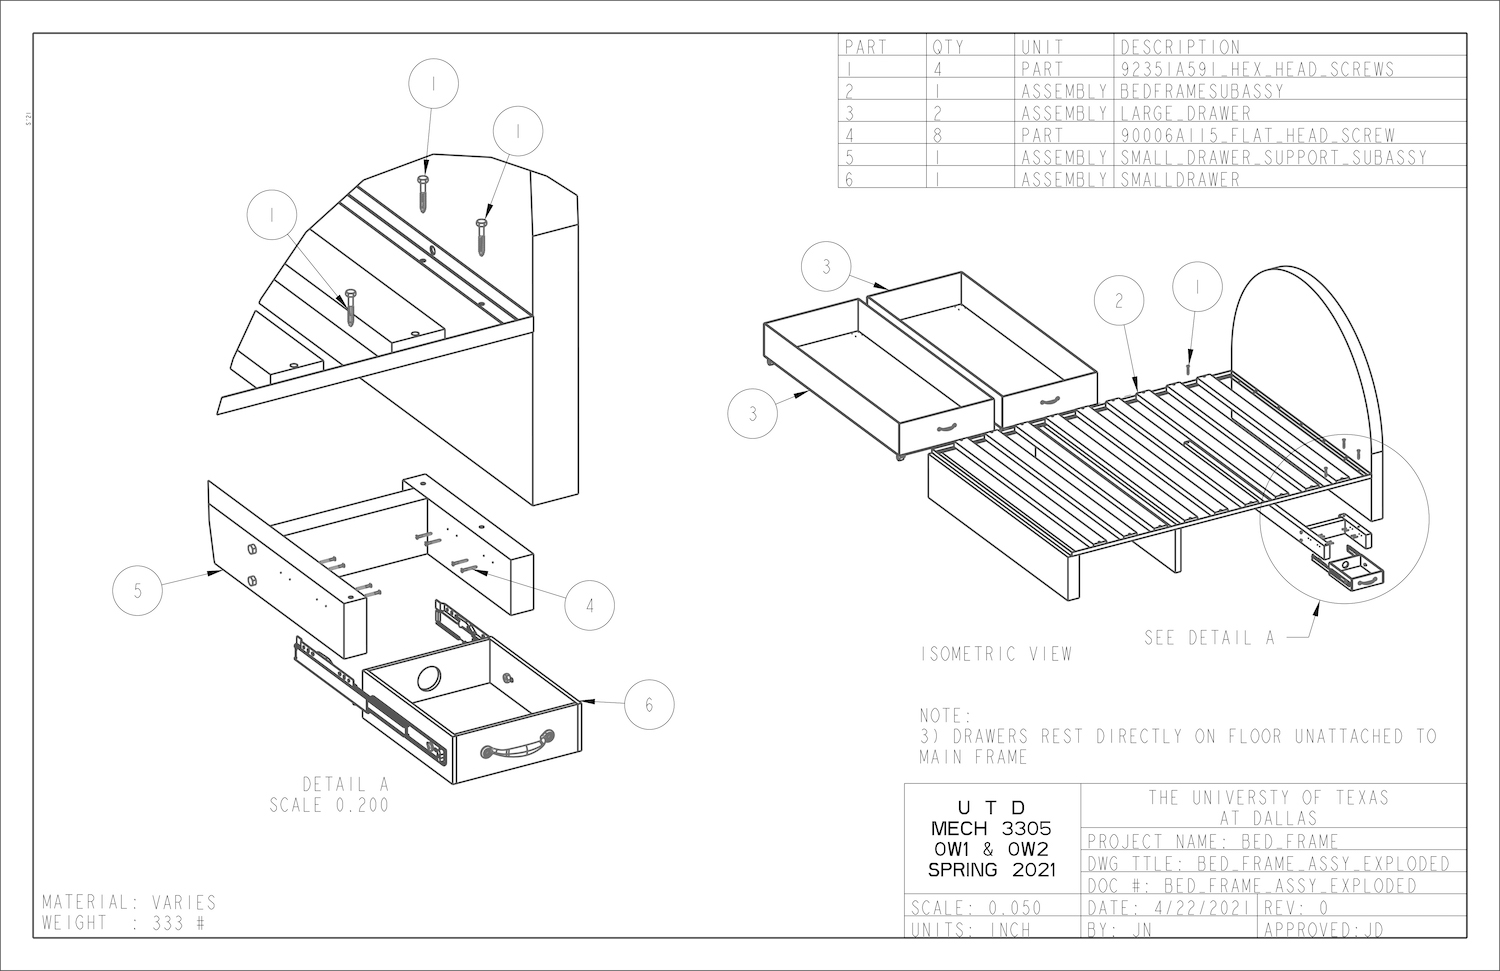 PART QTY UNIT DESCRIPTION
1 4 PART 92351A591_HEX_HEAD_SCREWS
2 1 ASSEMBLY BEDFRAMESUBASSY
3 2 ASSEMBLY LARGE_DRAWER
4 8 PART 90006A115_FLAT_HEAD_SCREW
5 1 ASSEMBLY SMALL_DRAWER_SUPPORT_SUBASSY
6 1 ASSEMBLY SMALLDRAWER
1
1
1
5
4
6
DETAIL A
SCALE 0.200
3
3
2
1
SEE DETAIL A
ISOMETRIC VIEW
NOTE:
3) DRAWERS REST DIRECTLY ON FLOOR UNATTACHED TO
MAIN FRAME
MATERIAL: VARIES
WEIGHT : 333 #
U T D
MECH 3305
0W1 & 0W2
SPRING 2021
THE UNIVERSTY OF TEXAS
AT DALLAS
PROJECT NAME: BED_FRAME
DWG TTLE: BED_FRAME_ASSY_EXPLODED
DOC #: BED_FRAME_ASSY_EXPLODED
SCALE: 0.050 DATE: 4/22/2021 REV: 0
UNITS: INCH BY: JN APPROVED:JD